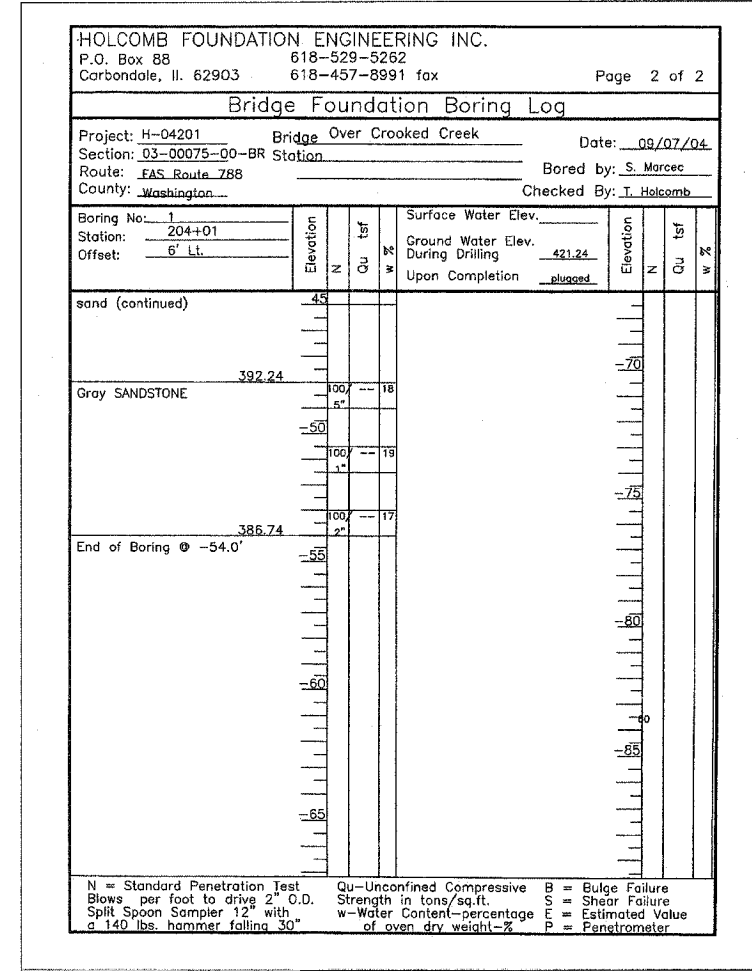 HOLCOMB FOUNDATION ENGINEERING INC.
P.O. Box 88 618-529-5262
Carbondale, Il. 62903 618-457-8991 fax Page 2 of 2
Bridge Foundation Boring Log
Project: H-04201 Bridge Over Crooked Creek Date: 09/07/04
Section: 03-00075-00-BR Station
Route: FAS Route 788 Bored by: S. Marcec
County: Washington Checked By: T. Holcomb
Boring No: 1
Station: 204+01
Offset: 6' Lt.
Elevation N Qu tsf w %
Surface Water Elev.
Ground Water Elev.
During Drilling 421.24
Upon Completion plugged
Elevation N Qu tsf w %
sand (continued) 45
392.24 -70
Gray SANDSTONE 100/ -- 18
5"
-50
100/ -- 19
1"
-75
100/ -- 17
386.74 2"
End of Boring @ -54.0'
-55
-80
-60
60
-85
-65
N = Standard Penetration Test
Blows per foot to drive 2" O.D.
Split Spoon Sampler 12" with
a 140 lbs. hammer falling 30"
Qu-Unconfined Compressive
Strength in tons/sq.ft.
w-Water Content-percentage
of oven dry weight-%
B = Bulge Failure
S = Shear Failure
E = Estimated Value
P = Penetrometer